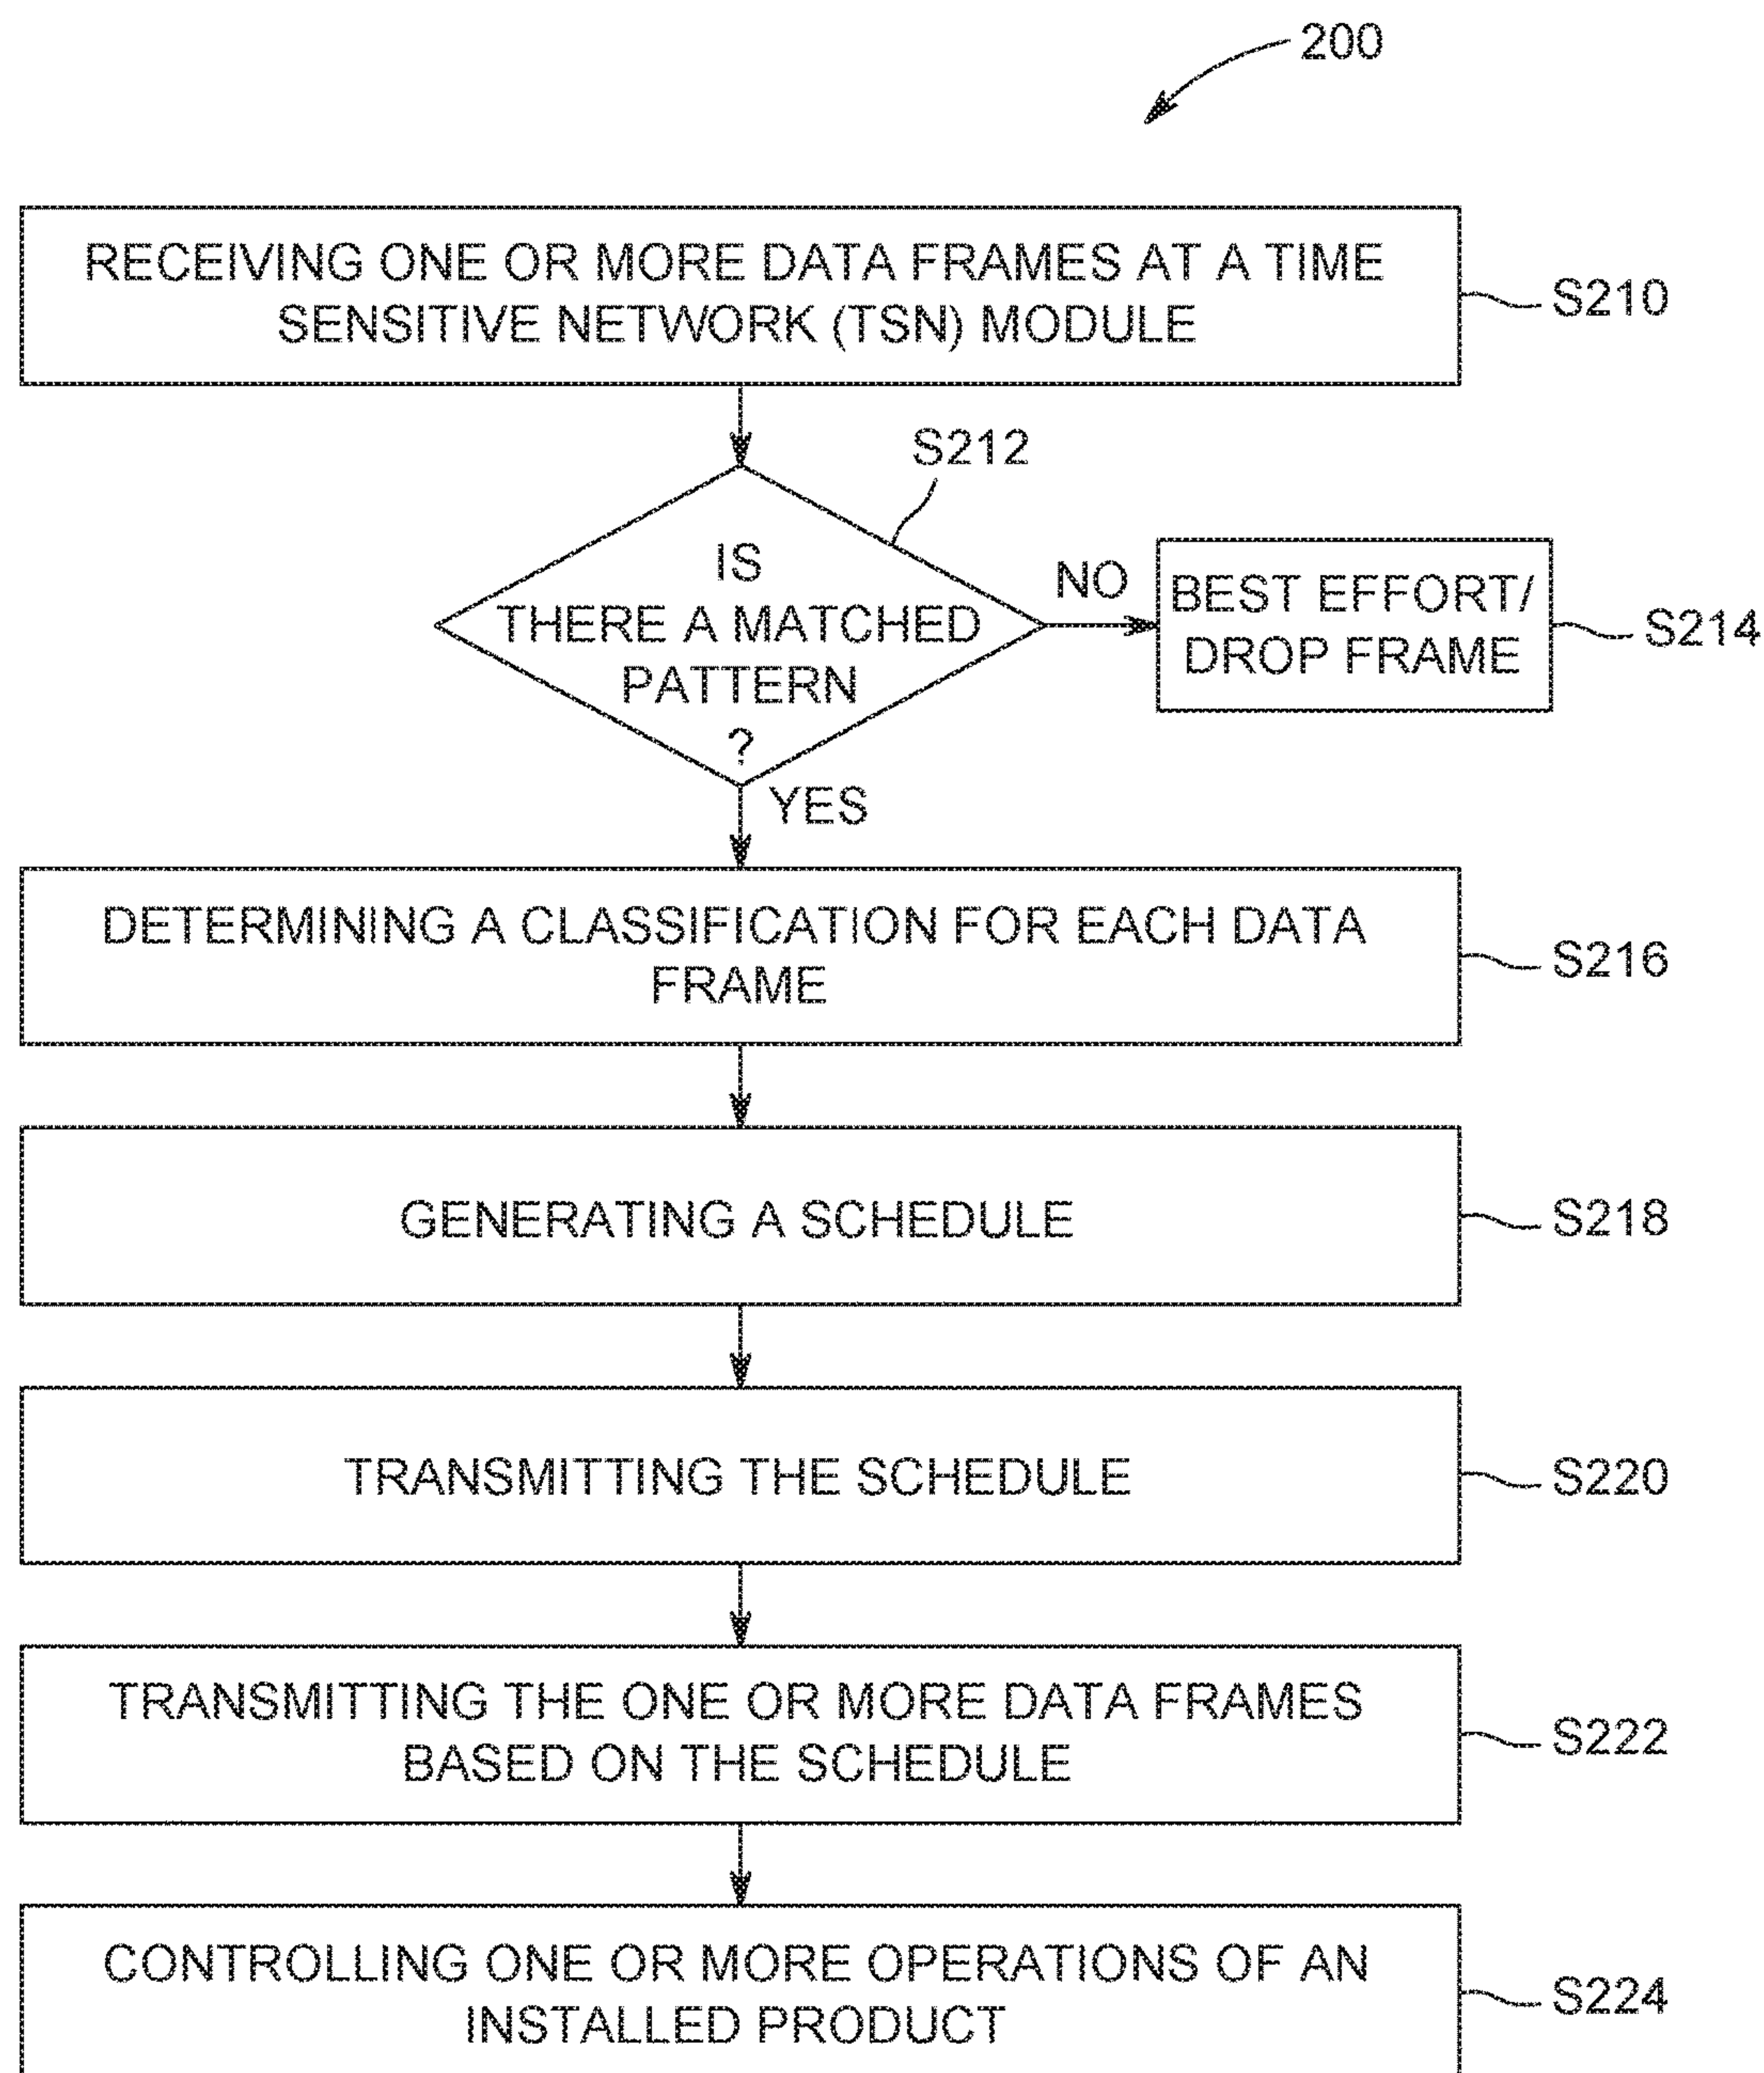 200
RECEIVING ONE OR MORE DATA FRAMES AT A TIME
SENSITIVE NETWORK (TSN) MODULE
S210
S212
IS
THERE A MATCHED
PATTERN
?
NO
BEST EFFORT/
DROP FRAME
S214
YES
DETERMINING A CLASSIFICATION FOR EACH DATA
FRAME
S216
GENERATING A SCHEDULE
S218
TRANSMITTING THE SCHEDULE
S220
TRANSMITTING THE ONE OR MORE DATA FRAMES
BASED ON THE SCHEDULE
S222
CONTROLLING ONE OR MORE OPERATIONS OF AN
INSTALLED PRODUCT
S224